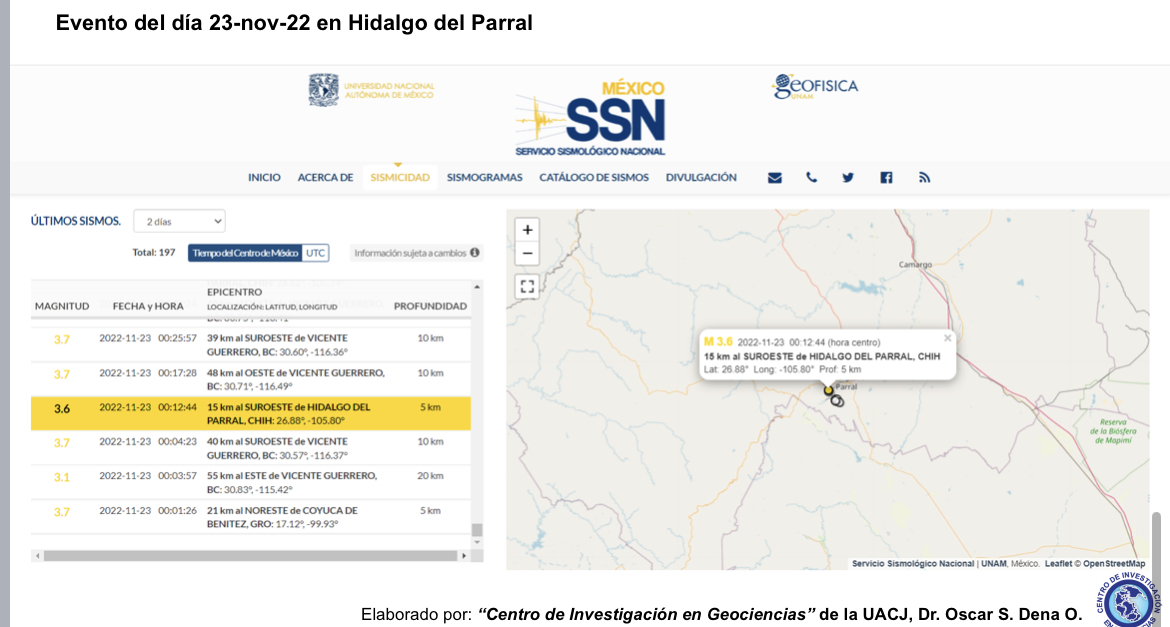 Evento del día 23-nov-22 en Hidalgo del Parral
UNIVERSIDAD NACIONAL
AUTÓNOMA DE MÉXICO
MÉXICO
SSN
SERVICIO SISMOLÓGICO NACIONAL
geOFISICA
UNAM
INICIO ACERCA DE SISMICIDAD SISMOGRAMAS CATÁLOGO DE SISMOS DIVULGACIÓN
ÚLTIMOS SISMOS. 2 días
Total: 197 Tiempo del Centro de México UTC Información sujeta a cambios
MAGNITUD FECHA y HORA EPICENTRO PROFUNDIDAD
LOCALIZACIÓN: LATITUD, LONGITUD
3.7 2022-11-23 00:25:57 39 km al SUROESTE de VICENTE 10 km
GUERRERO, BC: 30.60°, -116.36°
3.7 2022-11-23 00:17:28 48 km al OESTE de VICENTE GUERRERO, 10 km
BC: 30.71°, -116.49°
3.6 2022-11-23 00:12:44 15 km al SUROESTE de HIDALGO DEL 5 km
PARRAL, CHIH: 26.88°, -105.80°
3.7 2022-11-23 00:04:23 40 km al SUROESTE de VICENTE 10 km
GUERRERO, BC: 30.57°, -116.37°
3.1 2022-11-23 00:03:57 55 km al ESTE de VICENTE GUERRERO, 20 km
BC: 30.83°, -115.42°
3.7 2022-11-23 00:01:26 21 km al NORESTE de COYUCA DE 5 km
BENITEZ, GRO: 17.12°, -99.93°
+
−
Camargo
M 3.6 2022-11-23 00:12:44 (hora centro) ×
15 km al SUROESTE de HIDALGO DEL PARRAL, CHIH
Lat: 26.88° Long: -105.80° Prof: 5 km
Parral
Reserva
de la Biósfera
de Mapimí
Servicio Sismológico Nacional | UNAM, México. Leaflet © OpenStreetMap
Elaborado por: “Centro de Investigación en Geociencias” de la UACJ, Dr. Oscar S. Dena O.
CENTRO DE INVESTIGACIÓN